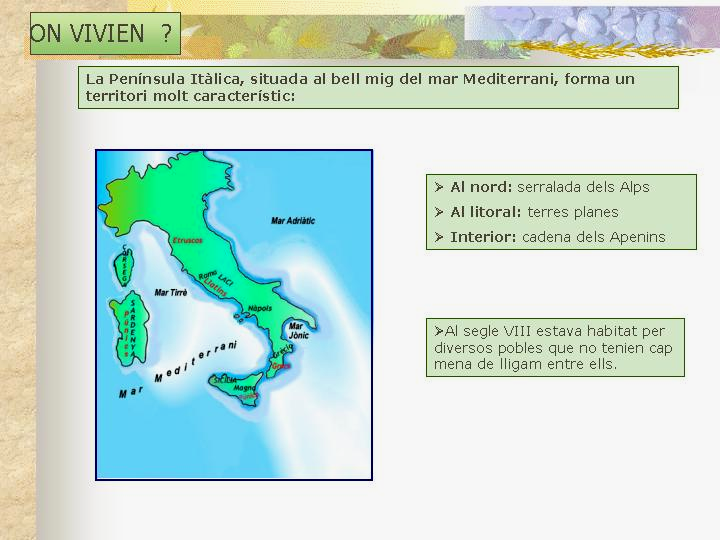 ON VIVIEN ?
La Península Itàlica, situada al bell mig del mar Mediterrani, forma un
territori molt característic:
Al nord: serralada dels Alps
Al litoral: terres planes
Interior: cadena dels Apenins
Al segle VIII estava habitat per
diversos pobles que no tenien cap
mena de lligam entre ells.
Mar Adriàtic
Etruscos
CORSEGA
Roma LACI
Llatins
Mar Tirrè
SARDENYA
Púnics
Nàpols
Mar
Jònic
Mar Mediterrani
Grècia
Grecs
SICÍLIA
Magna
Púnics